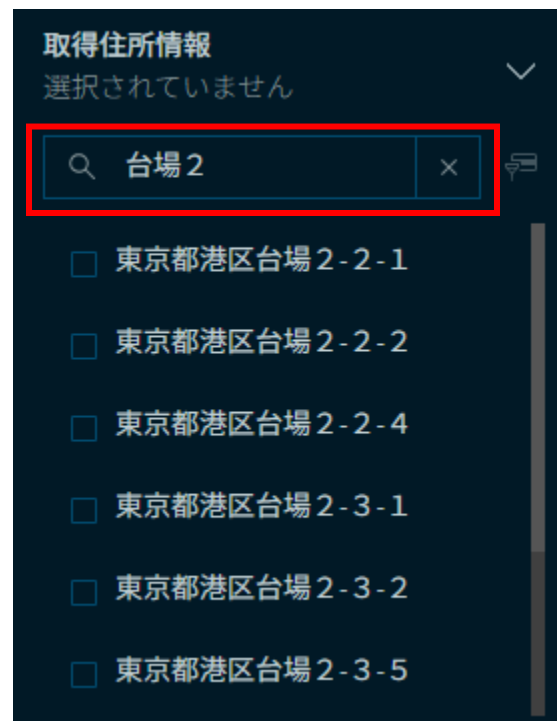 取得住所情報
選択されていません
台場２
東京都港区台場２-２-１
東京都港区台場２-２-２
東京都港区台場２-２-４
東京都港区台場２-３-１
東京都港区台場２-３-２
東京都港区台場２-３-５